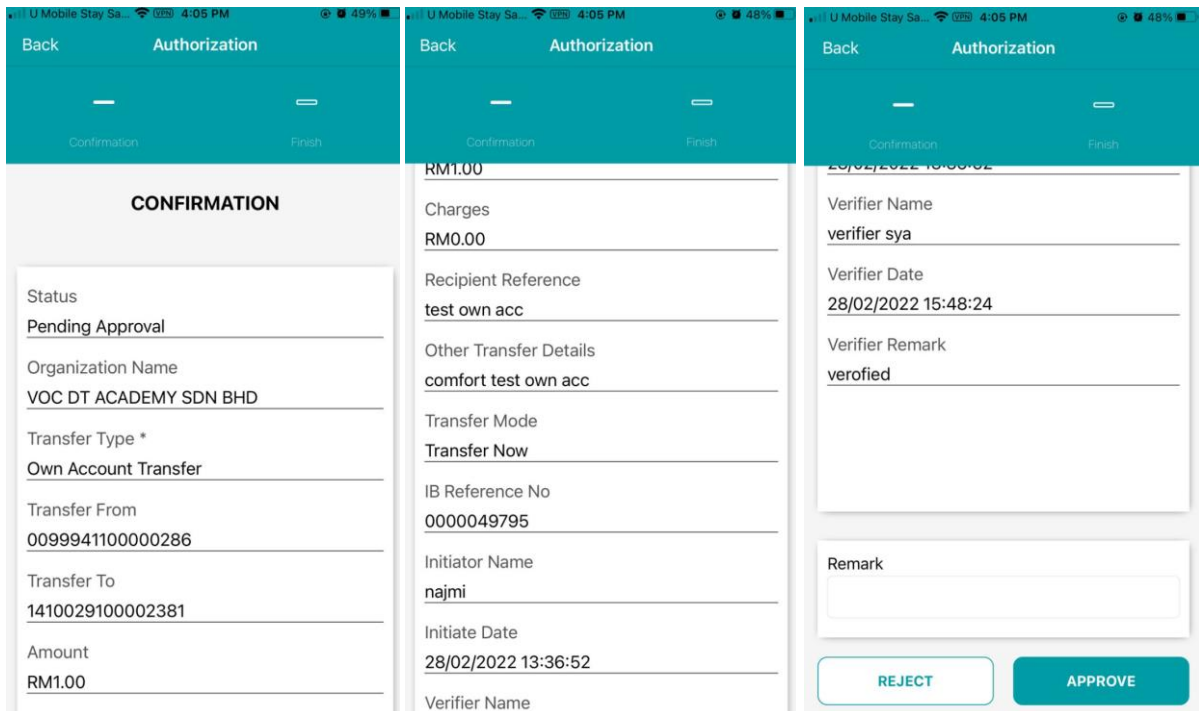 U Mobile Stay Sa... VPN 4:05 PM 49%
Back Authorization
Confirmation Finish
CONFIRMATION
Status
Pending Approval
Organization Name
VOC DT ACADEMY SDN BHD
Transfer Type *
Own Account Transfer
Transfer From
0099941100000286
Transfer To
1410029100002381
Amount
RM1.00
U Mobile Stay Sa... VPN 4:05 PM 48%
Back Authorization
Confirmation Finish
RM1.00
Charges
RM0.00
Recipient Reference
test own acc
Other Transfer Details
comfort test own acc
Transfer Mode
Transfer Now
IB Reference No
0000049795
Initiator Name
najmi
Initiate Date
28/02/2022 13:36:52
Verifier Name
U Mobile Stay Sa... VPN 4:05 PM 48%
Back Authorization
Confirmation Finish
28/02/2022 13:36:52
Verifier Name
verifier sya
Verifier Date
28/02/2022 15:48:24
Verifier Remark
verofied
Remark
REJECT APPROVE